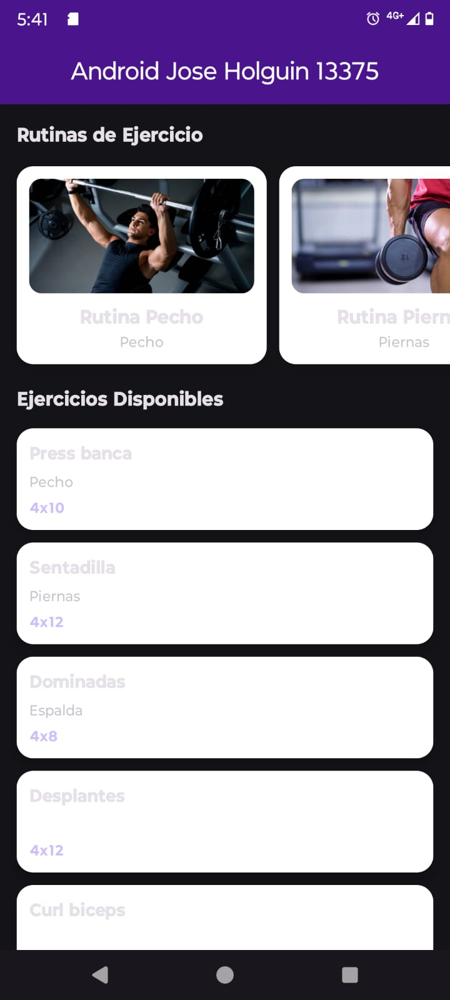 5:41
4G+
Android Jose Holguin 13375
Rutinas de Ejercicio
12
Rutina Pecho
Pecho
Rutina Piern
Piernas
Ejercicios Disponibles
Press banca
Pecho
4x10
Sentadilla
Piernas
4x12
Dominadas
Espalda
4x8
Desplantes
4x12
Curl biceps